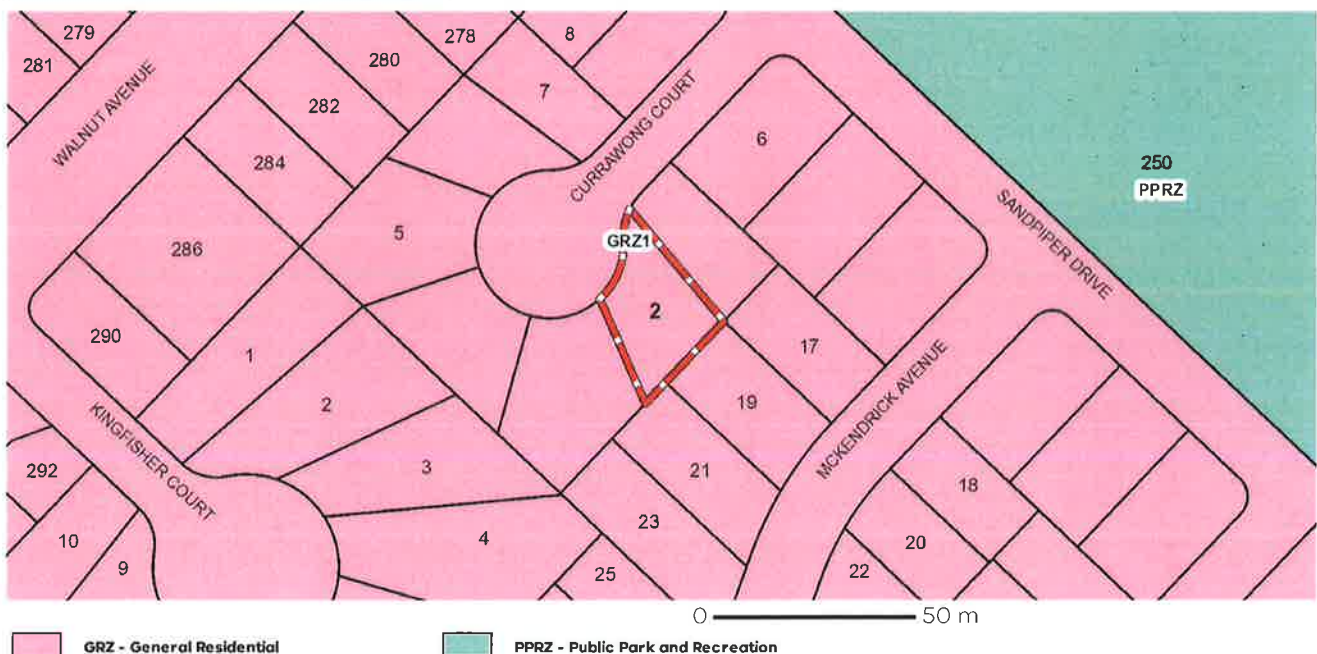 279
281
WALNUT AVENUE
280
278
8
7
282
284
CURRAWONG COURT
6
250
PPRZ
SANDPIPER DRIVE
5
GRZ1
286
2
290
1
17
2
19
MCKENDRICK AVENUE
KINGFISHER COURT
292
3
21
18
10
9
4
23
25
20
22
0 50 m
GRZ - General Residential
PPRZ - Public Park and Recreation